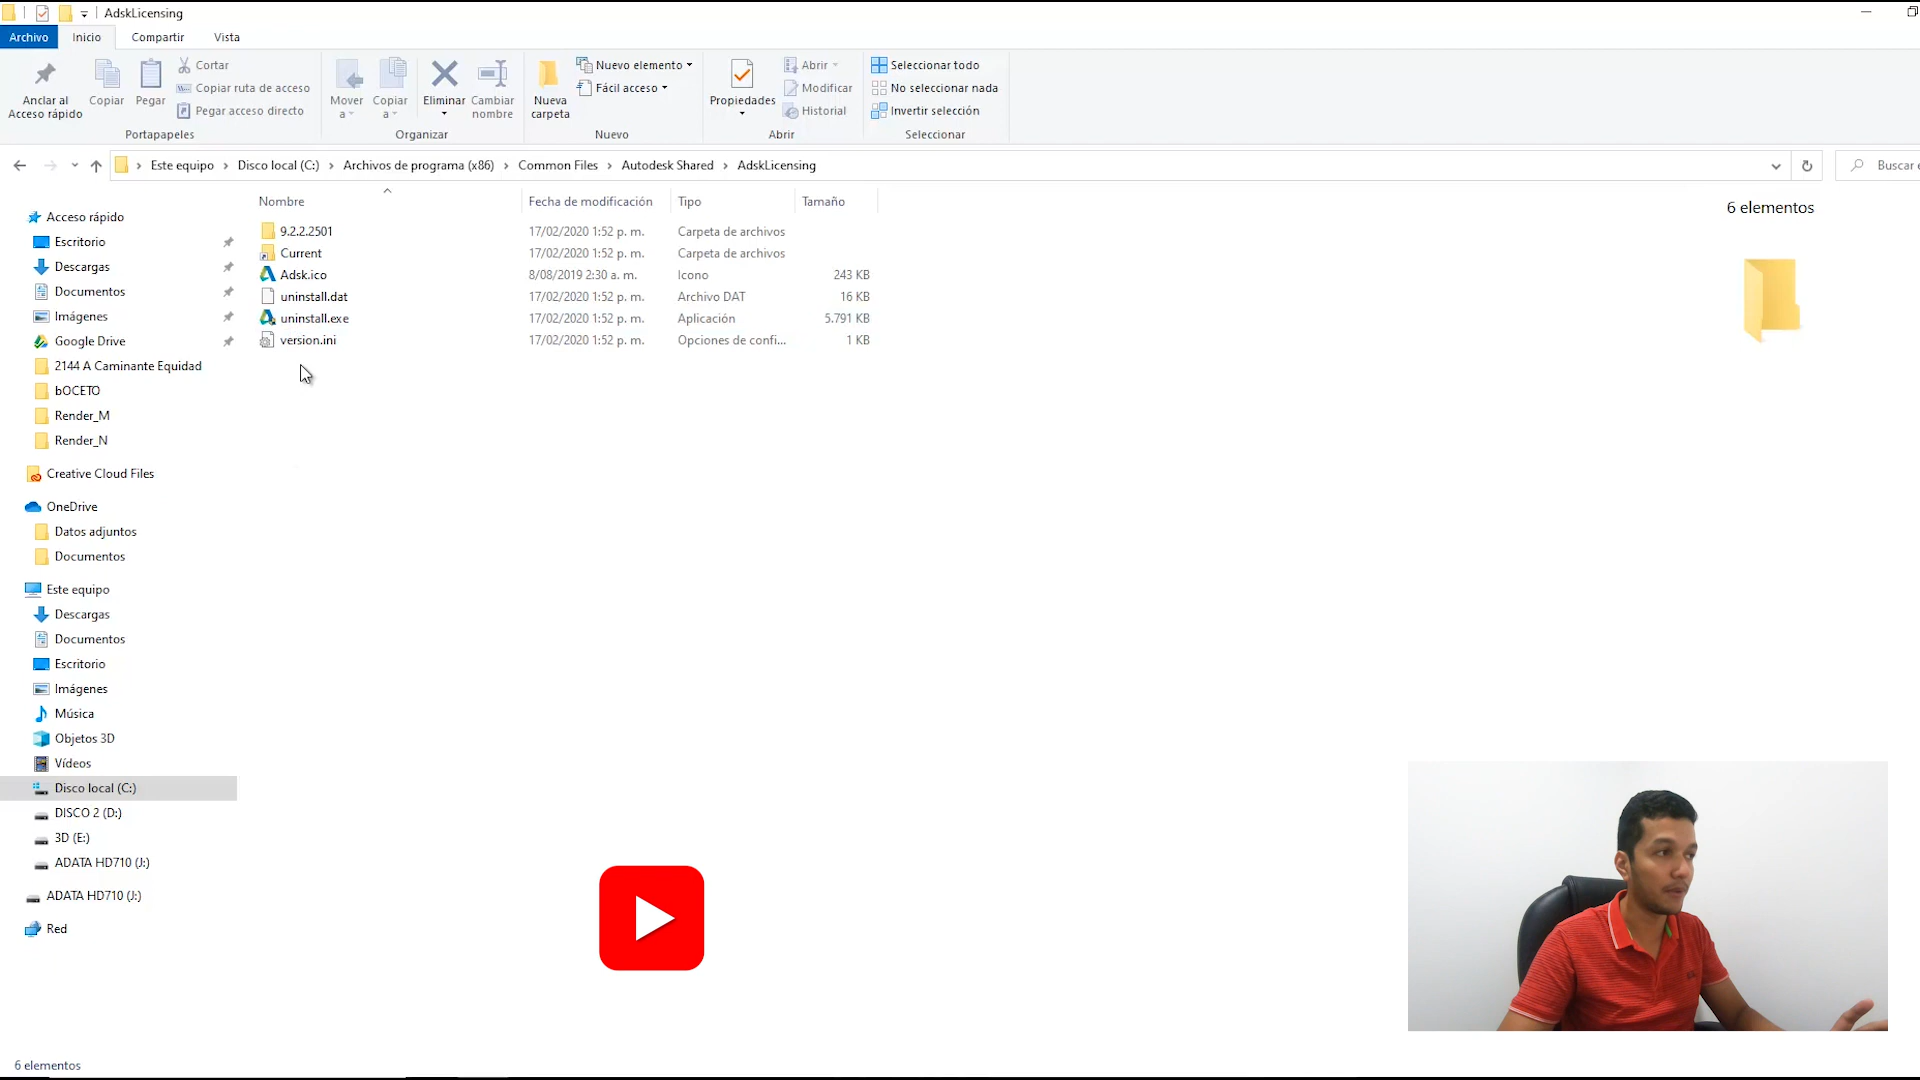 AdskLicensing
Archivo Inicio Compartir Vista
Anclar al Acceso rápido
Copiar
Pegar
Cortar
Copiar ruta de acceso
Pegar acceso directo
Portapapeles
Mover a
Copiar a
Eliminar
Cambiar nombre
Organizar
Nueva carpeta
Nuevo elemento
Fácil acceso
Nuevo
Propiedades
Abrir
Modificar
Historial
Abrir
Seleccionar todo
No seleccionar nada
Invertir selección
Seleccionar
Este equipo > Disco local (C:) > Archivos de programa (x86) > Common Files > Autodesk Shared > AdskLicensing
Buscar e
Nombre Fecha de modificación Tipo Tamaño
9.2.2.2501 17/02/2020 1:52 p. m. Carpeta de archivos
Current 17/02/2020 1:52 p. m. Carpeta de archivos
Adsk.ico 8/08/2019 2:30 a. m. Icono 243 KB
uninstall.dat 17/02/2020 1:52 p. m. Archivo DAT 16 KB
uninstall.exe 17/02/2020 1:52 p. m. Aplicación 5.791 KB
version.ini 17/02/2020 1:52 p. m. Opciones de confi... 1 KB
6 elementos
Acceso rápido
Escritorio
Descargas
Documentos
Imágenes
Google Drive
2144 A Caminante Equidad
bOCETO
Render_M
Render_N
Creative Cloud Files
OneDrive
Datos adjuntos
Documentos
Este equipo
Descargas
Documentos
Escritorio
Imágenes
Música
Objetos 3D
Vídeos
Disco local (C:)
DISCO 2 (D:)
3D (E:)
ADATA HD710 (J:)
ADATA HD710 (J:)
Red
6 elementos